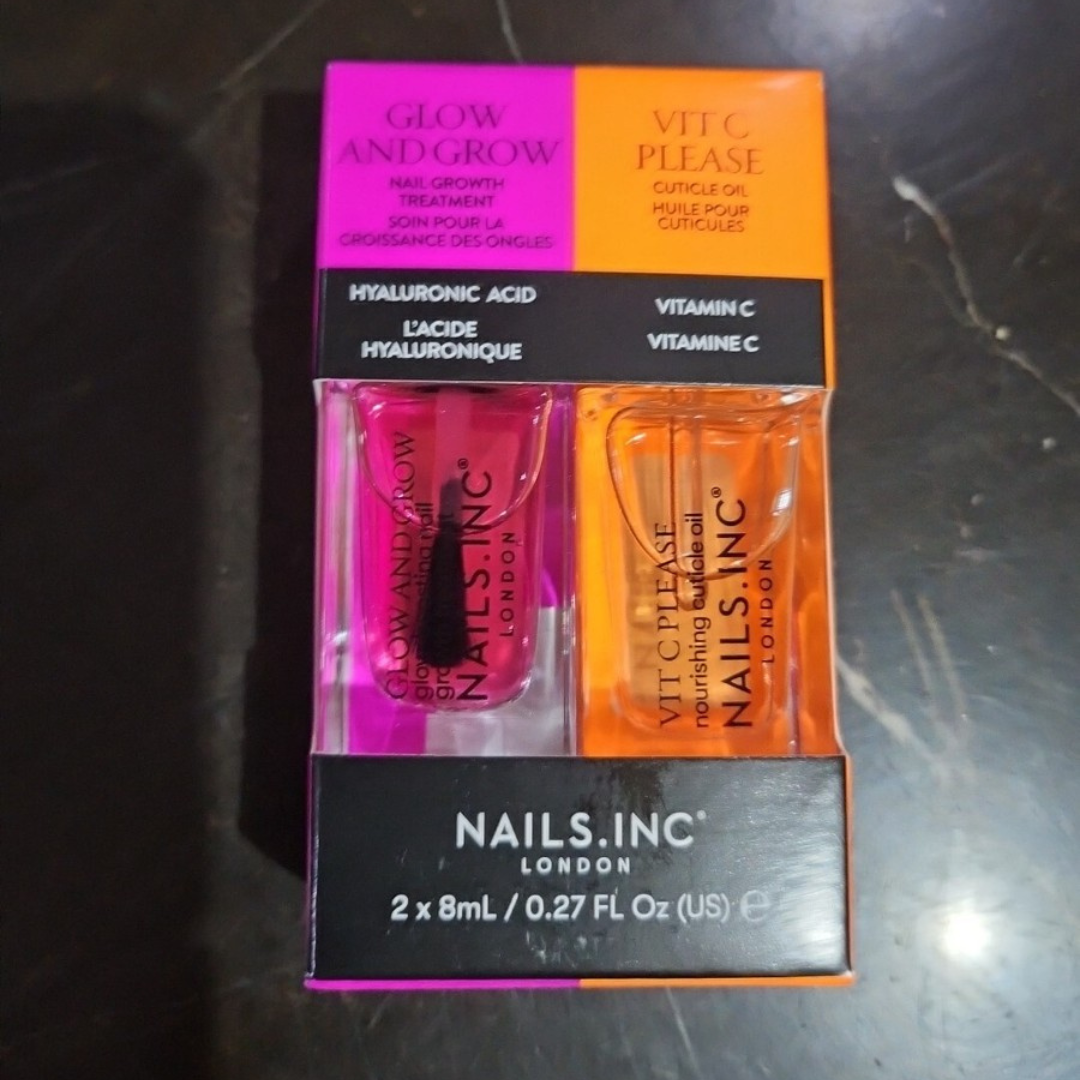 GLOW
AND GROW
NAIL GROWTH
TREATMENT
SOIN POUR LA
CROISSANCE DES ONGLES
VIT C
PLEASE
CUTICLE OIL
HUILE POUR
CUTICULES
HYALURONIC ACID
L'ACIDE
HYALURONIQUE
VITAMIN C
VITAMINE C
GLOW AND GROW
nail
NAILS.INC®
LONDON
VIT C PLEASE
nourishing cuticle oil
NAILS.INC®
LONDON
NAILS.INC®
LONDON
2 x 8mL / 0.27 FL Oz (US) e